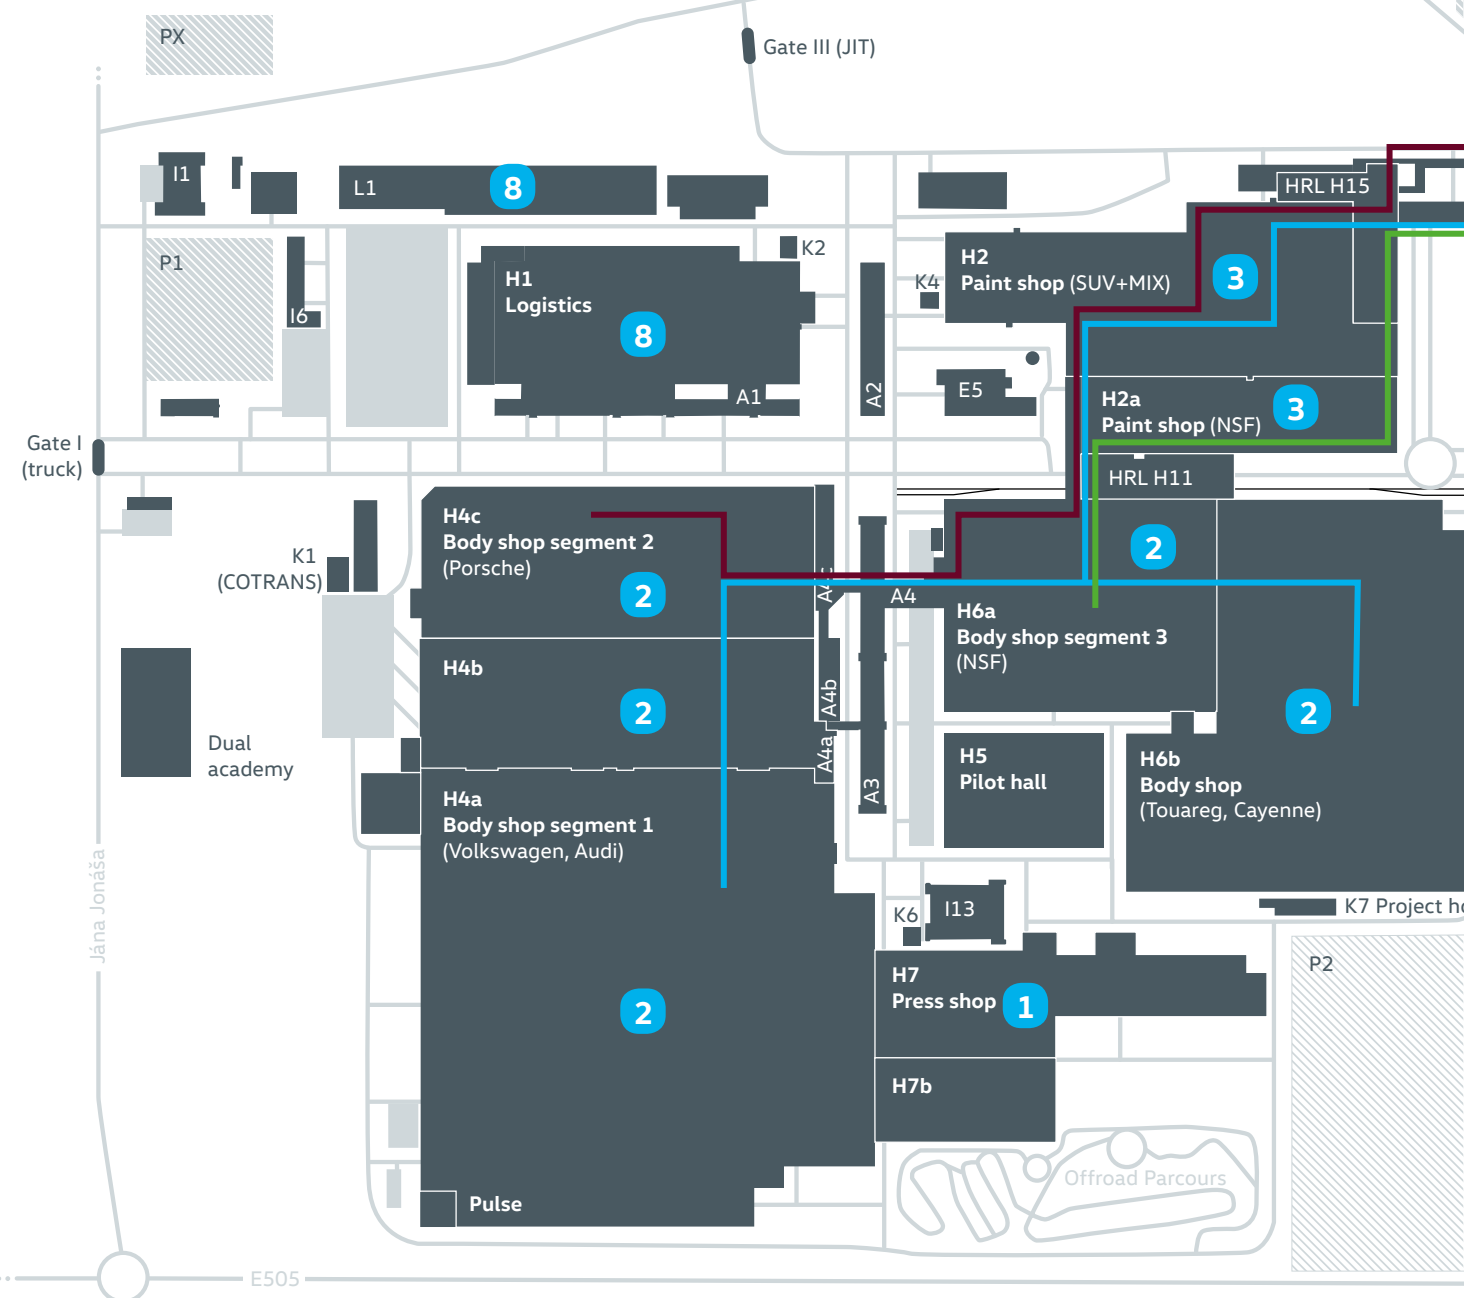 PX
Gate III (JIT)
I1
L1
8
HRL H15
P1
I6
K2
H1
Logistics
8
A1
A2
K4
H2
Paint shop (SUV+MIX)
3
E5
H2a
Paint shop (NSF)
3
Gate I
(truck)
HRL H11
H4c
Body shop segment 2
(Porsche)
2
K1
(COTRANS)
A4c
A4
2
H6a
Body shop segment 3
(NSF)
H4b
2
A4b
A4a
A3
2
Dual
academy
H5
Pilot hall
H6b
Body shop
(Touareg, Cayenne)
H4a
Body shop segment 1
(Volkswagen, Audi)
2
Jána Jonáša
K6
I13
K7 Project ho
H7
Press shop
1
P2
H7b
Offroad Parcours
Pulse
E505